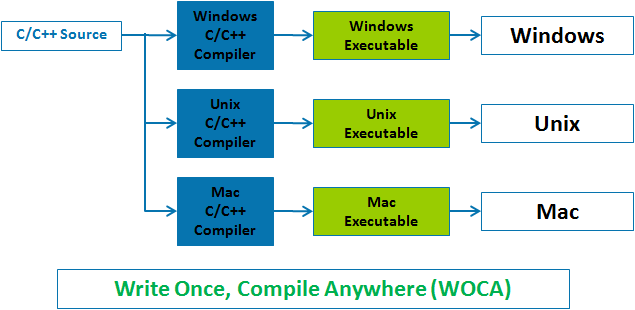 C/C++ Source
Windows
C/C++
Compiler
Windows
Executable
Windows
Unix
C/C++
Compiler
Unix
Executable
Unix
Mac
C/C++
Compiler
Mac
Executable
Mac
Write Once, Compile Anywhere (WOCA)